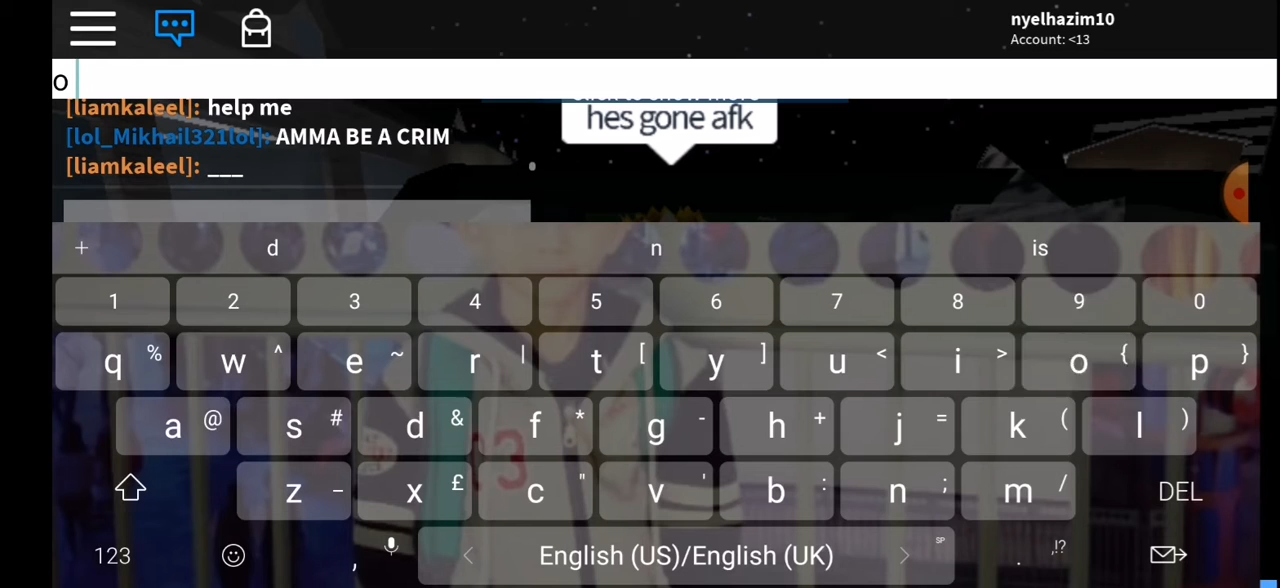 nyelhazim10
Account: <13
o
[liamkaleel]: help me
[lol_Mikhail321lol]: AMMA BE A CRIM
[liamkaleel]: ___
hes gone afk
+ d n is
1 2 3 4 5 6 7 8 9 0
q % w ^ e ~ r | t [ y ] u < i > o { p }
a @ s # d & f * g - h + j = k ( l )
z _ x £ c " v ' b : n ; m / DEL
123 , < English (US)/English (UK) > SP . ,!?